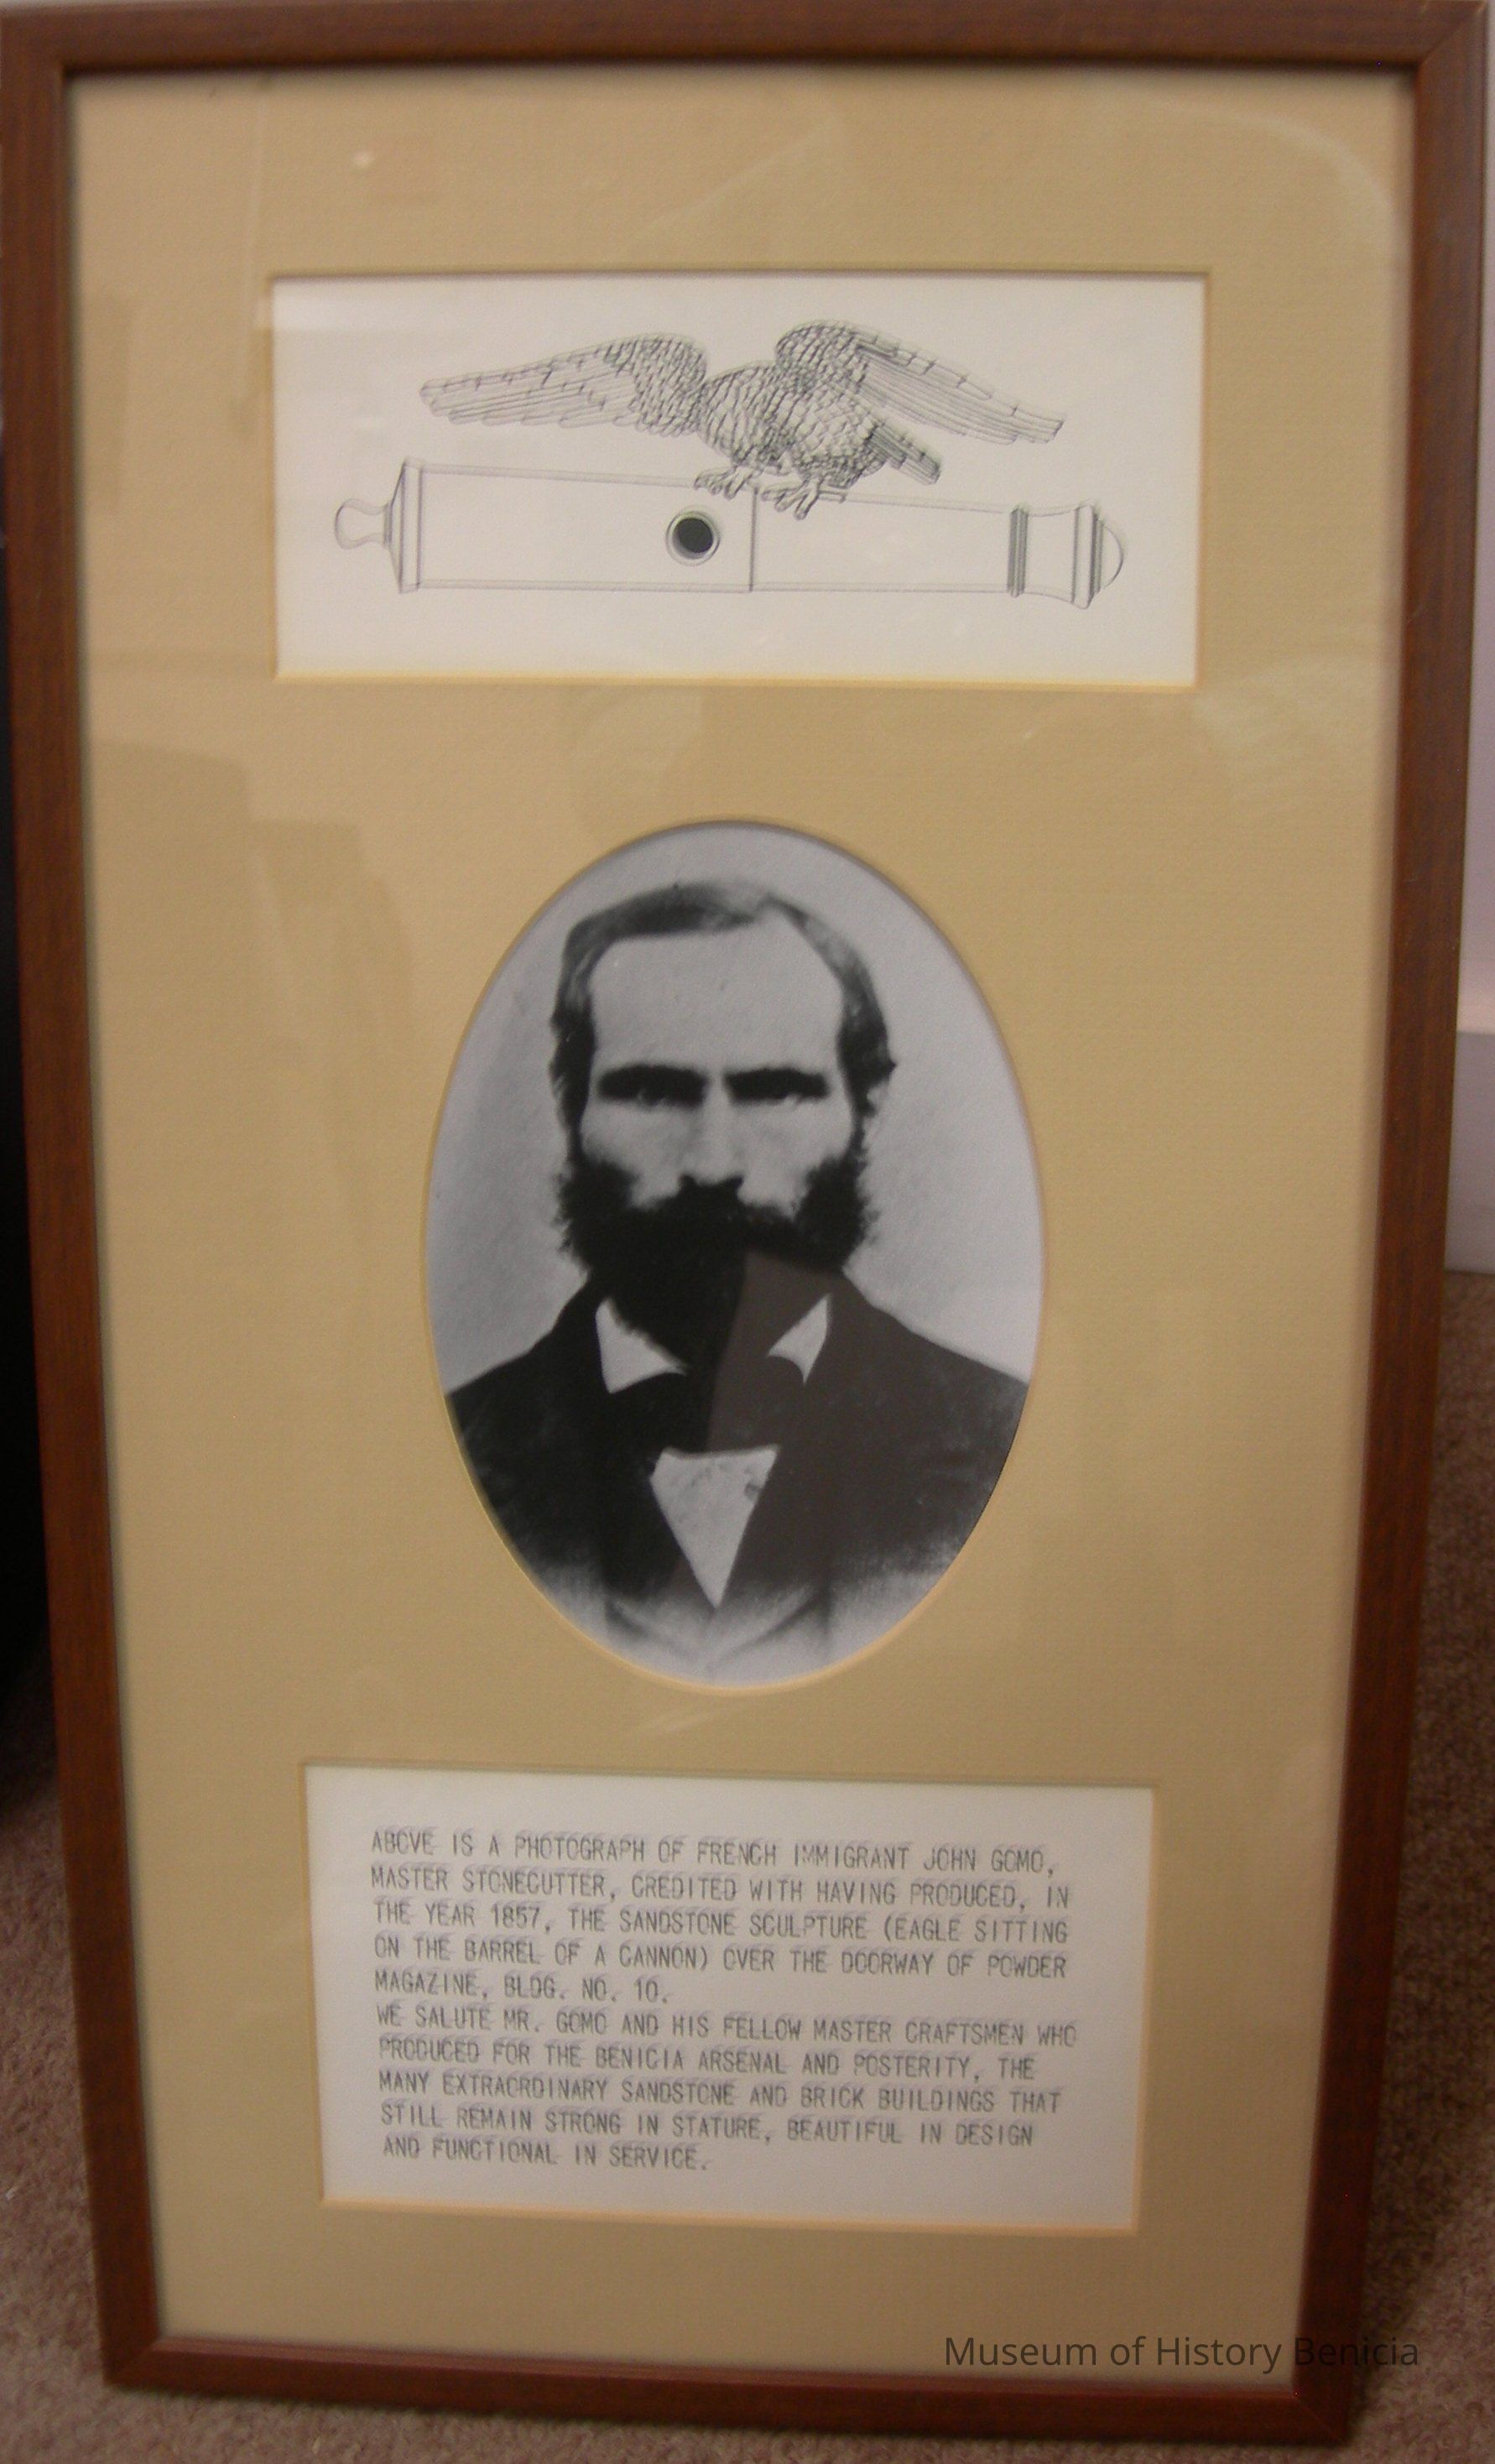 ABOVE IS A PHOTOGRAPH OF FRENCH IMMIGRANT JOHN GOMO,
MASTER STONECUTTER, CREDITED WITH HAVING PRODUCED, IN
THE YEAR 1857, THE SANDSTONE SCULPTURE (EAGLE SITTING
ON THE BARREL OF A CANNON) OVER THE DOORWAY OF POWDER
MAGAZINE, BLDG. NO. 10.
WE SALUTE MR. GOMO AND HIS FELLOW MASTER CRAFTSMEN WHO
PRODUCED FOR THE BENICIA ARSENAL AND POSTERITY, THE
MANY EXTRAORDINARY SANDSTONE AND BRICK BUILDINGS THAT
STILL REMAIN STRONG IN STATURE, BEAUTIFUL IN DESIGN
AND FUNCTIONAL IN SERVICE.
Museum of History Benicia